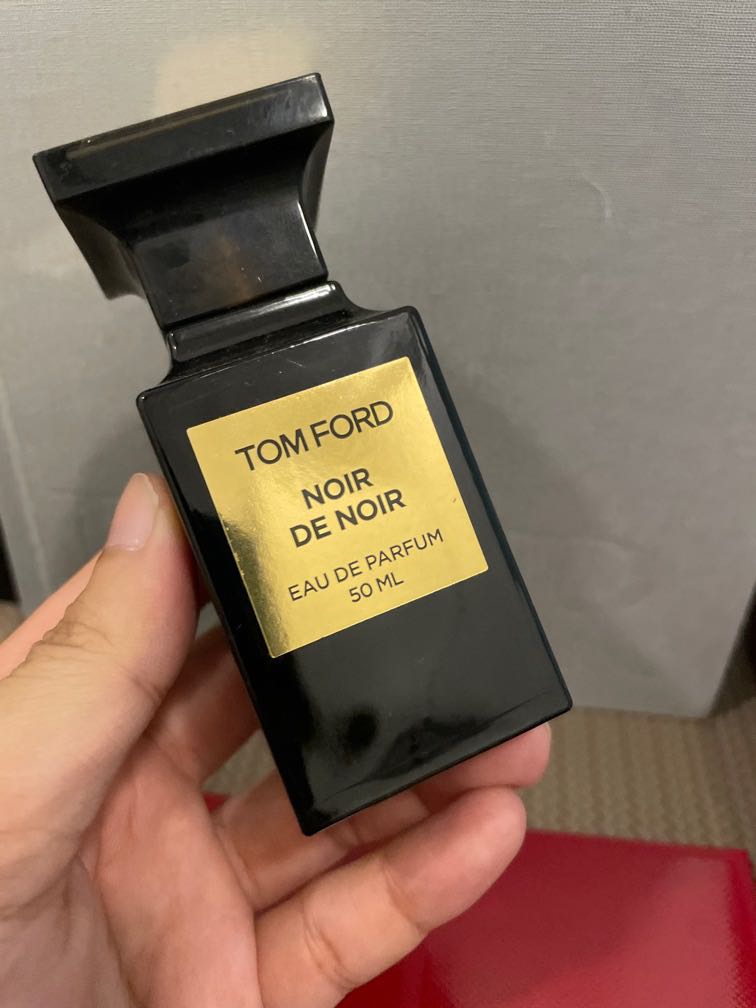 TOM FORD
NOIR
DE NOIR
EAU DE PARFUM
50 ML